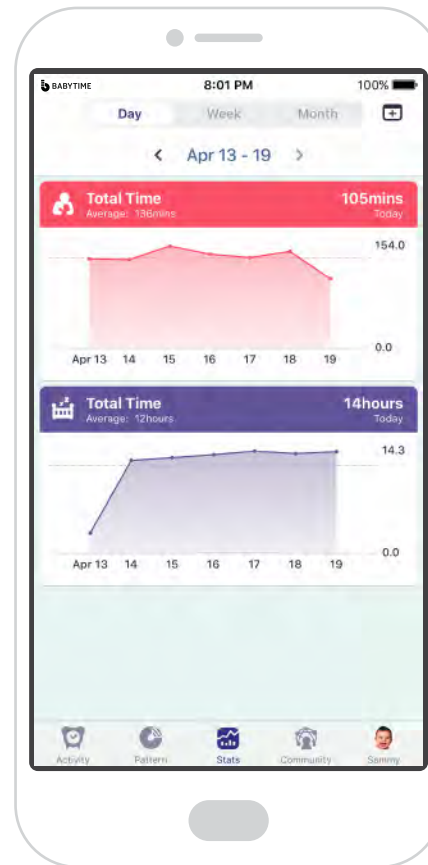 BABYTIME 8:01 PM 100%
Day Week Month
Apr 13 - 19
Total Time 105mins
Average: 136mins Today
154.0
0.0
Apr 13 14 15 16 17 18 19
Total Time 14hours
Average: 12hours Today
14.3
0.0
Apr 13 14 15 16 17 18 19
Activity Pattern Stats Community Sammy